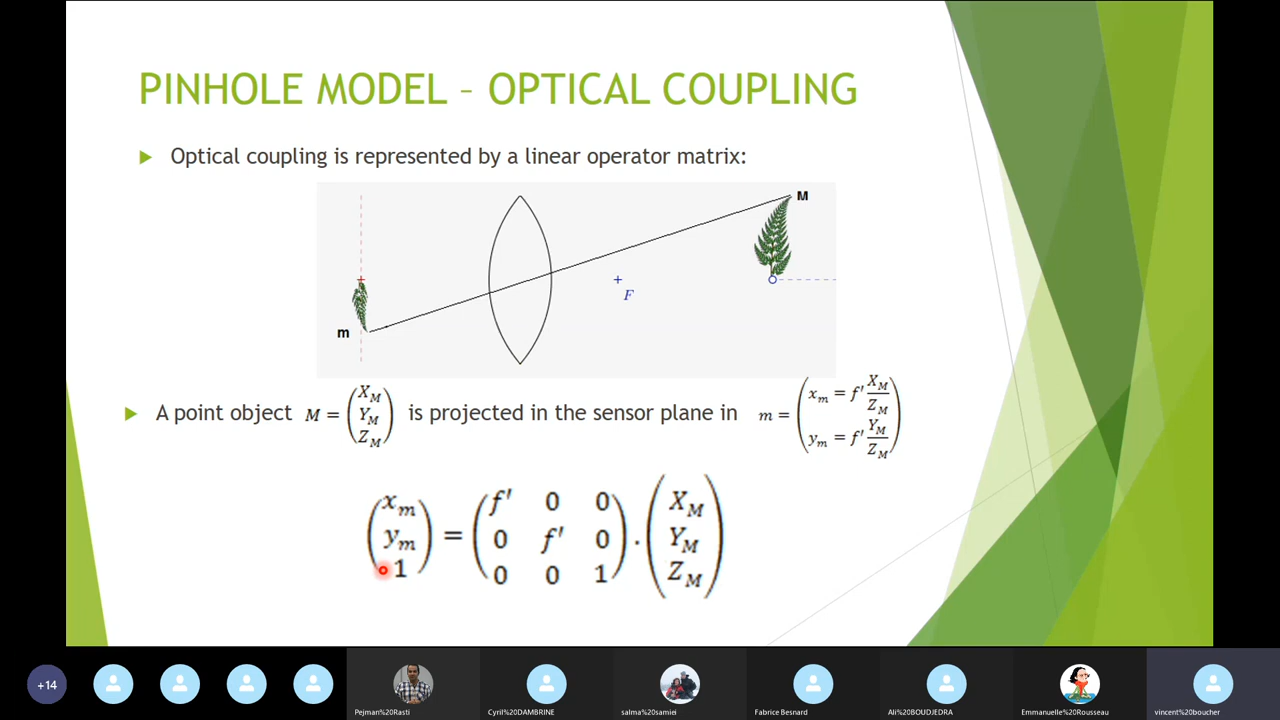 PINHOLE MODEL – OPTICAL COUPLING
Optical coupling is represented by a linear operator matrix:
M
F
m
A point object M = (X_M Y_M Z_M) is projected in the sensor plane in m = (x_m = f' X_M/Z_M y_m = f' Y_M/Z_M)
(x_m y_m 1) = (f' 0 0 0 f' 0 0 0 1) . (X_M Y_M Z_M)
+14
Pejman%20Rasti
Cyril%20DAMBRINE
salma%20samiei
Fabrice Besnard
Ali%20BOUDJEDRA
Emmanuelle%20Rousseau
vincent%20boucher